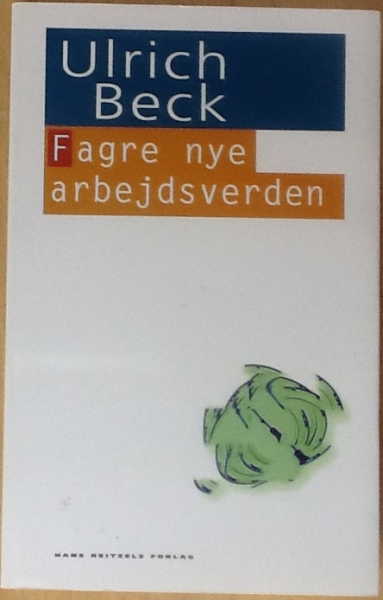 Ulrich
Beck
Fagre nye
arbejdsverden
HANS REITZELS FORLAG